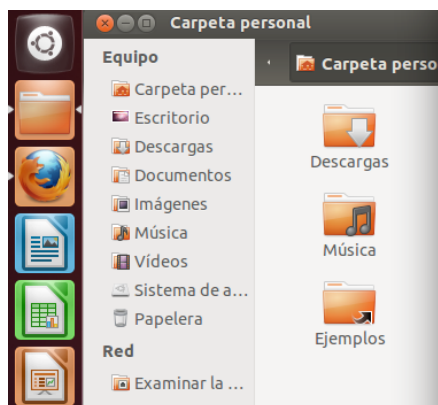 Carpeta personal
Equipo
Carpeta per...
Escritorio
Descargas
Documentos
Imágenes
Música
Vídeos
Sistema de a...
Papelera
Red
Examinar la ...
Carpeta perso
Descargas
Música
Ejemplos